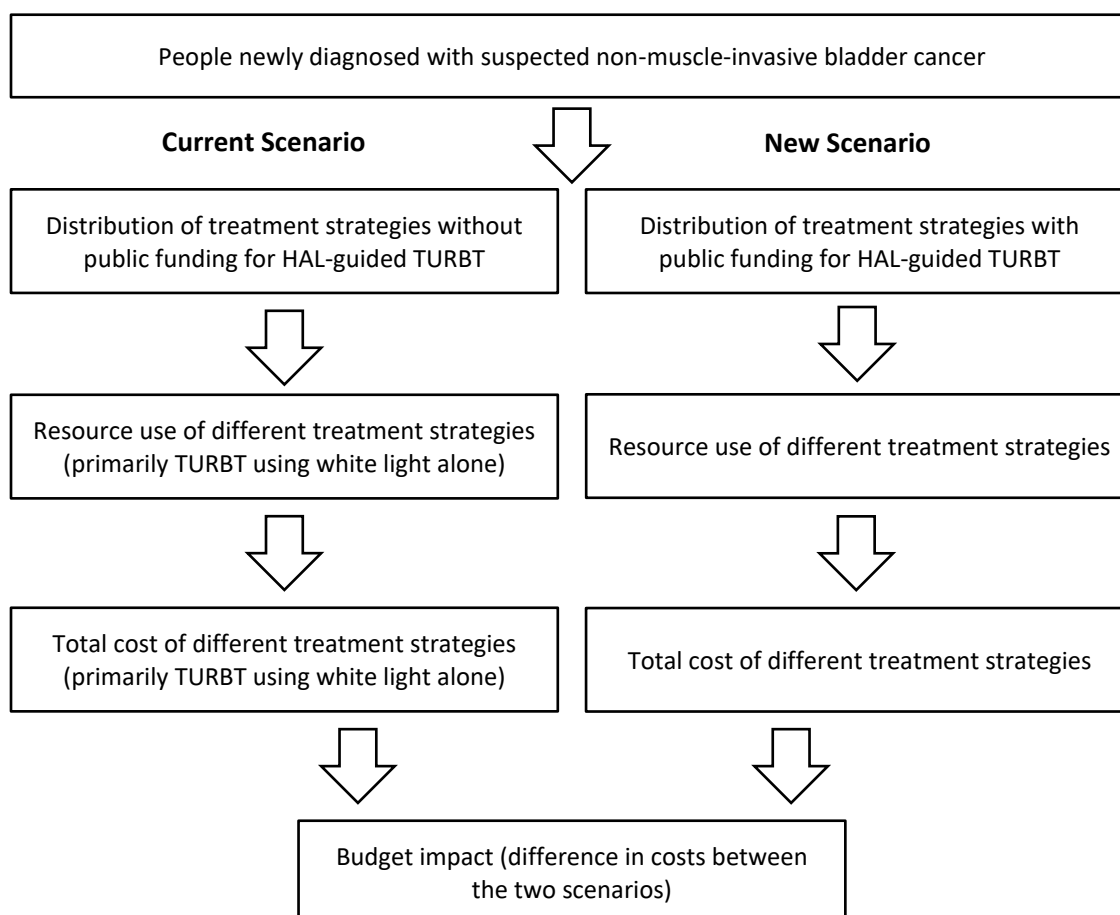 People newly diagnosed with suspected non-muscle-invasive bladder cancer
Current Scenario
New Scenario
Distribution of treatment strategies without
public funding for HAL-guided TURBT
Distribution of treatment strategies with
public funding for HAL-guided TURBT
Resource use of different treatment strategies
(primarily TURBT using white light alone)
Resource use of different treatment strategies
Total cost of different treatment strategies
(primarily TURBT using white light alone)
Total cost of different treatment strategies
Budget impact (difference in costs between
the two scenarios)